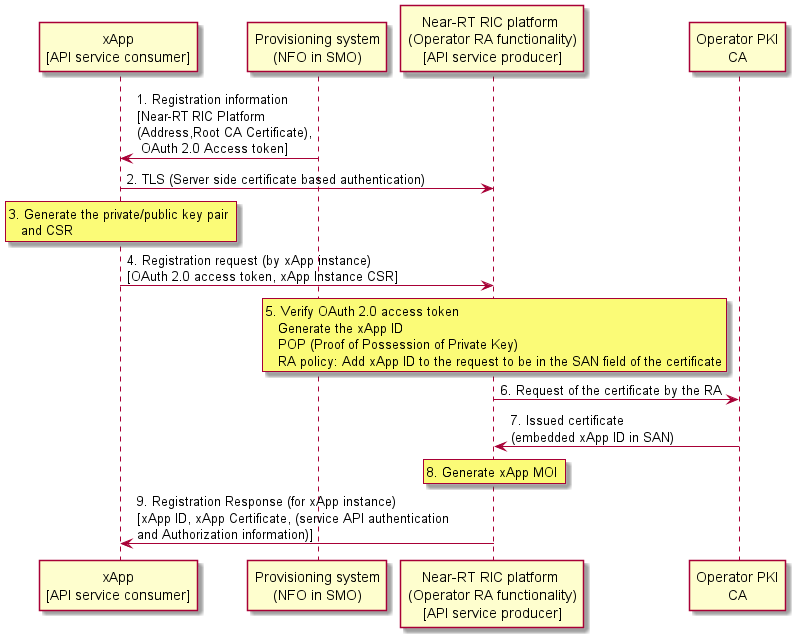 xApp
[API service consumer]
Provisioning system
(NFO in SMO)
Near-RT RIC platform
(Operator RA functionality)
[API service producer]
Operator PKI
CA
1. Registration information
[Near-RT RIC Platform
(Address,Root CA Certificate),
OAuth 2.0 Access token]
2. TLS (Server side certificate based authentication)
3. Generate the private/public key pair
and CSR
4. Registration request (by xApp instance)
[OAuth 2.0 access token, xApp Instance CSR]
5. Verify OAuth 2.0 access token
Generate the xApp ID
POP (Proof of Possession of Private Key)
RA policy: Add xApp ID to the request to be in the SAN field of the certificate
6. Request of the certificate by the RA
7. Issued certificate
(embedded xApp ID in SAN)
8. Generate xApp MOI
9. Registration Response (for xApp instance)
[xApp ID, xApp Certificate, (service API authentication
and Authorization information)]
xApp
[API service consumer]
Provisioning system
(NFO in SMO)
Near-RT RIC platform
(Operator RA functionality)
[API service producer]
Operator PKI
CA